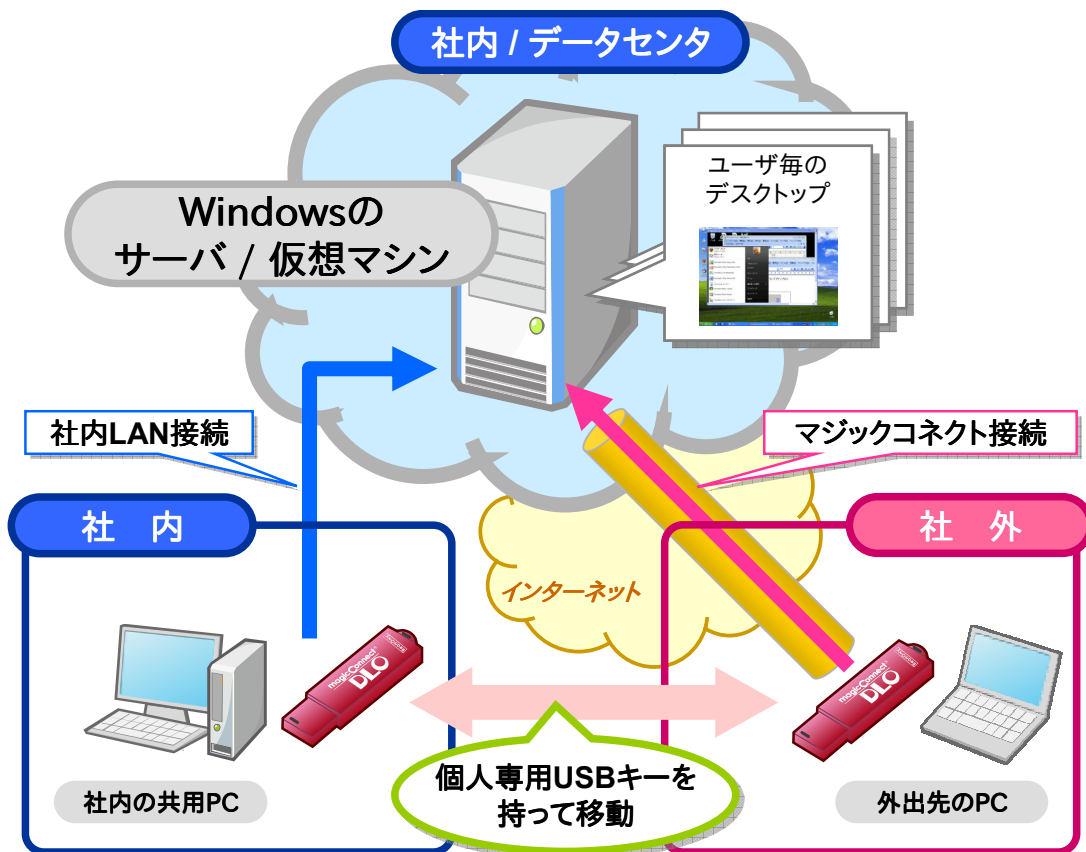 社内 / データセンタ
ユーザ毎の
デスクトップ
Windowsの
サーバ / 仮想マシン
社内LAN接続
マジックコネクト接続
社 内
社 外
インターネット
magicConnect
DLO
magicConnect
DLO
個人専用USBキーを
持って移動
社内の共用PC
外出先のPC